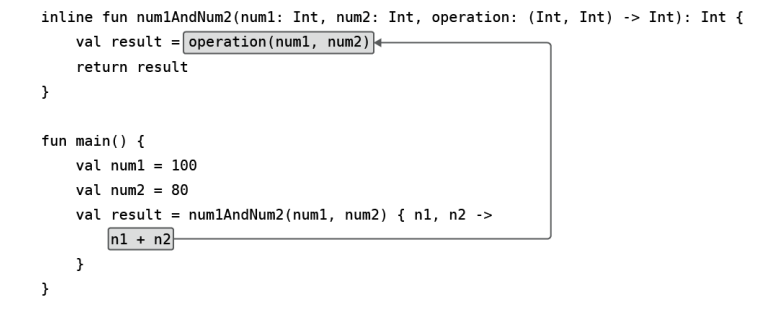 inline fun num1AndNum2(num1: Int, num2: Int, operation: (Int, Int) -> Int): Int {
    val result = operation(num1, num2)
    return result
}

fun main() {
    val num1 = 100
    val num2 = 80
    val result = num1AndNum2(num1, num2) { n1, n2 ->
        n1 + n2
    }
}